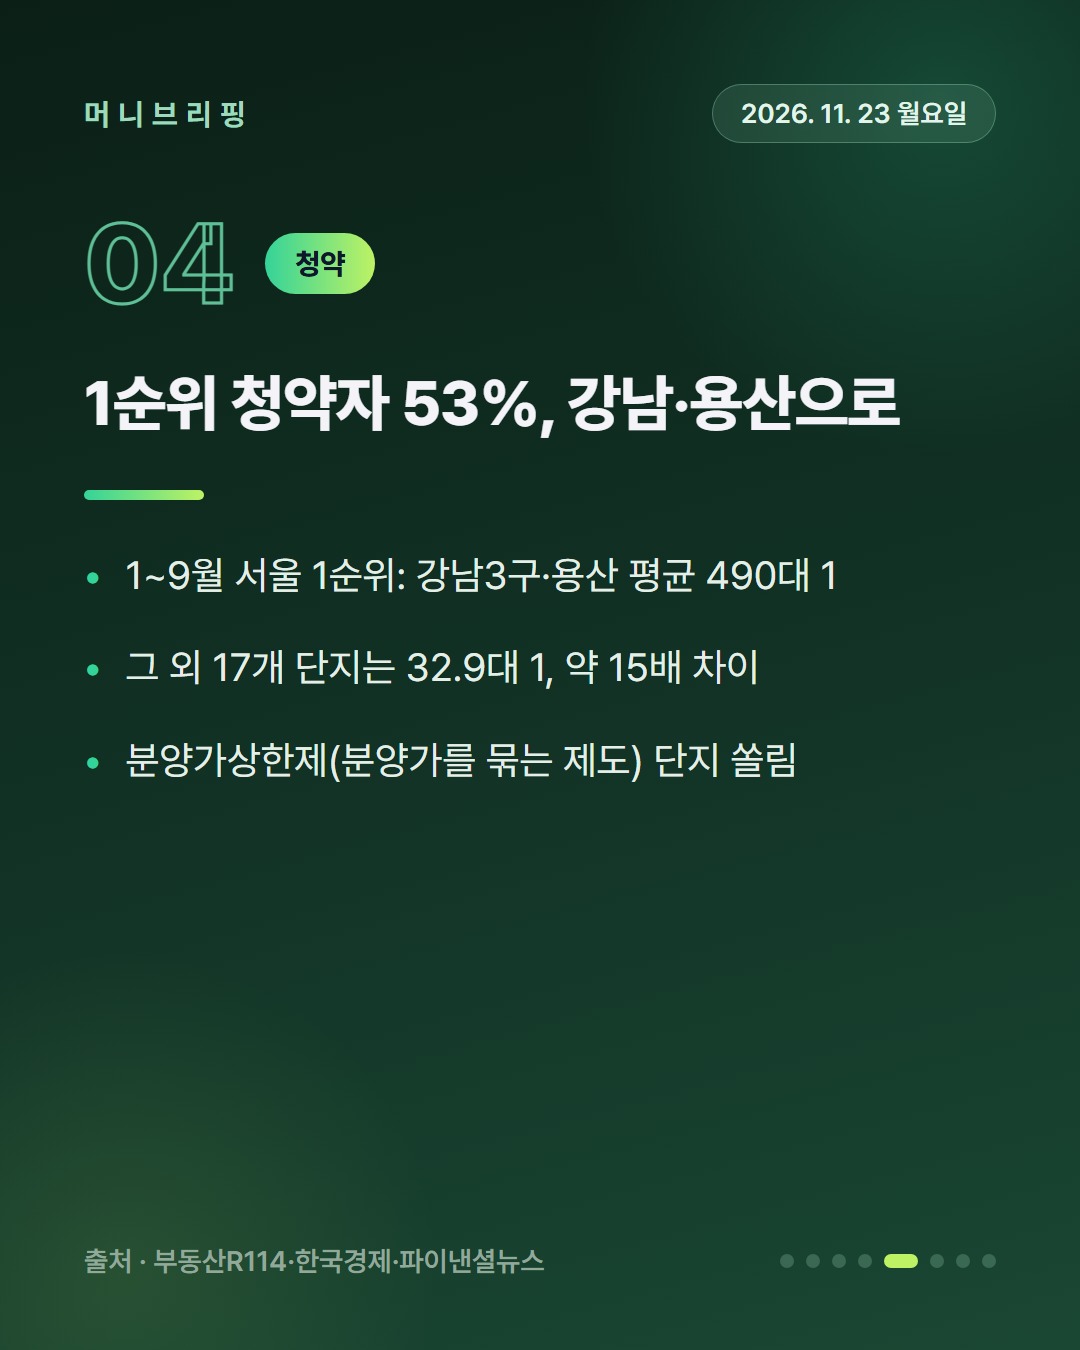 머니브리핑
2026. 11. 23 월요일
04
청약
1순위 청약자 53%, 강남·용산으로
• 1~9월 서울 1순위: 강남3구·용산 평균 490대 1
• 그 외 17개 단지는 32.9대 1, 약 15배 차이
• 분양가상한제(분양가를 묶는 제도) 단지 쏠림
출처 · 부동산R114·한국경제·파이낸셜뉴스